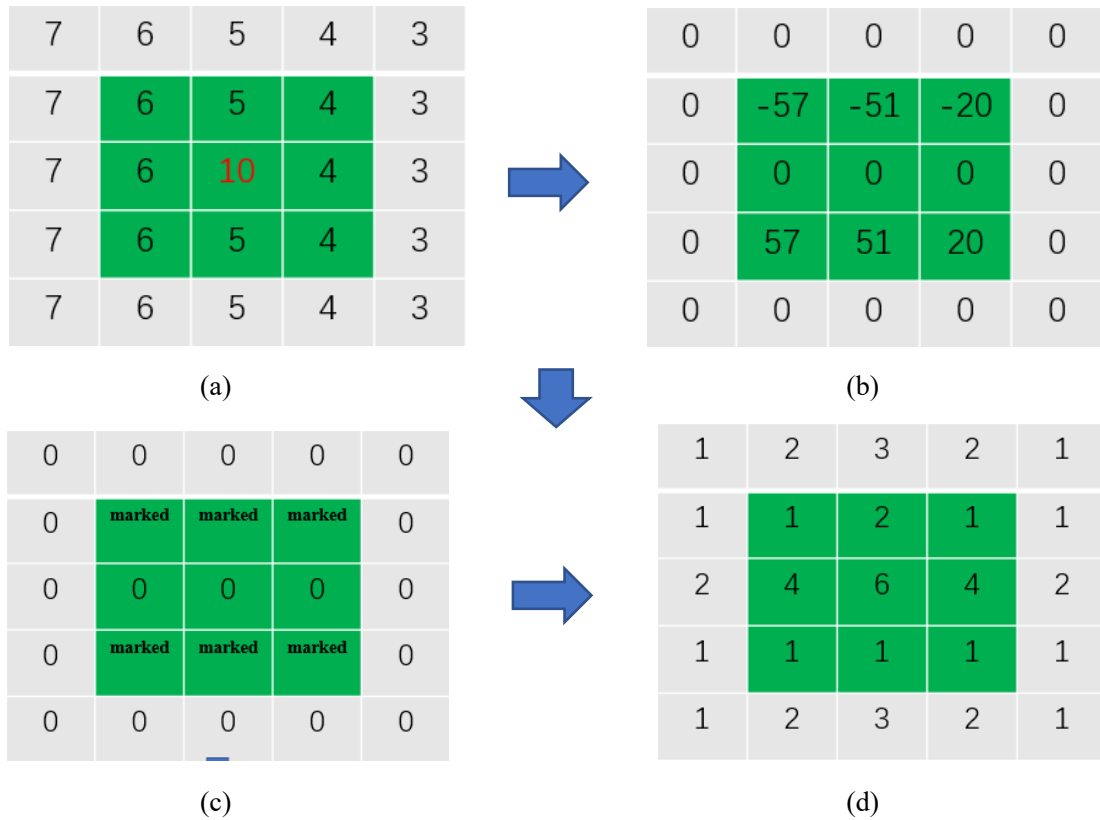 7 6 5 4 3
7 6 5 4 3
7 6 10 4 3
7 6 5 4 3
7 6 5 4 3
(a)
0 0 0 0 0
0 -57 -51 -20 0
0 0 0 0 0
0 57 51 20 0
0 0 0 0 0
(b)
0 0 0 0 0
0 marked marked marked 0
0 0 0 0 0
0 marked marked marked 0
0 0 0 0 0
(c)
1 2 3 2 1
1 1 2 1 1
2 4 6 4 2
1 1 1 1 1
1 2 3 2 1
(d)